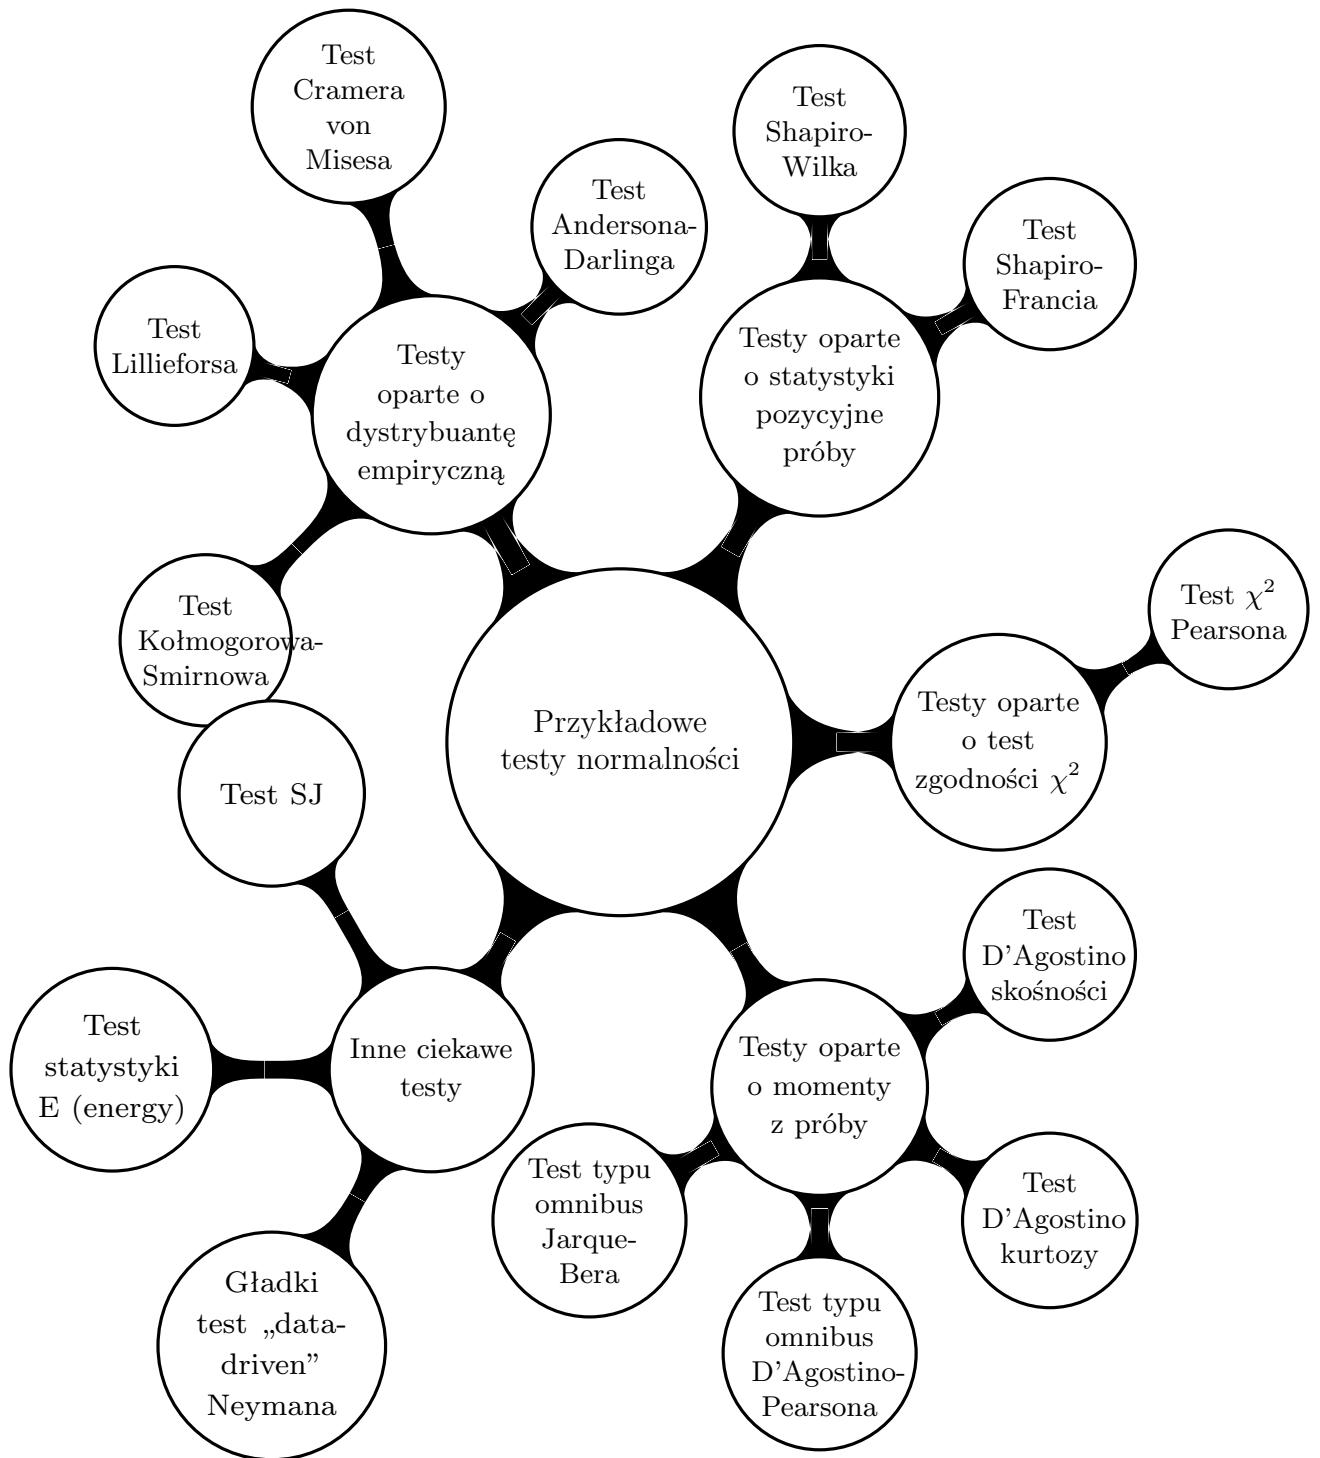 Test
Cramera
von
Misesa
Test
Shapiro-
Wilka
Test
Andersona-
Darlinga
Test
Shapiro-
Francia
Test
Lillieforsa
Testy
oparte o
dystrybuantę
empiryczną
Testy oparte
o statystyki
pozycyjne
próby
Test
Kołmogorowa-
Smirnowa
Test χ²
Pearsona
Przykładowe
testy normalności
Testy oparte
o test
zgodności χ²
Test SJ
Test
D'Agostino
skośności
Test
statystyki
E (energy)
Inne ciekawe
testy
Testy oparte
o momenty
z próby
Test typu
omnibus
Jarque-
Bera
Test
D'Agostino
kurtozy
Gładki
test „data-
driven”
Neymana
Test typu
omnibus
D'Agostino-
Pearsona